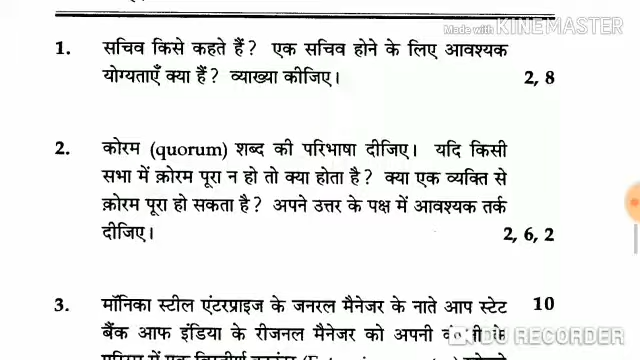 Made with KINEMASTER
1. सचिव किसे कहते हैं? एक सचिव होने के लिए आवश्यक
योग्यताएँ क्या हैं? व्याख्या कीजिए। 2, 8
2. कोरम (quorum) शब्द की परिभाषा दीजिए। यदि किसी
सभा में क़ोरम पूरा न हो तो क्या होता है? क्या एक व्यक्ति से
क़ोरम पूरा हो सकता है? अपने उत्तर के पक्ष में आवश्यक तर्क
दीजिए। 2, 6, 2
3. मॉनिका स्टील एंटरप्राइज के जनरल मैनेजर के नाते आप स्टेट 10
बैंक आफ इंडिया के रीजनल मैनेजर को अपनी के
RECORDER
में एक